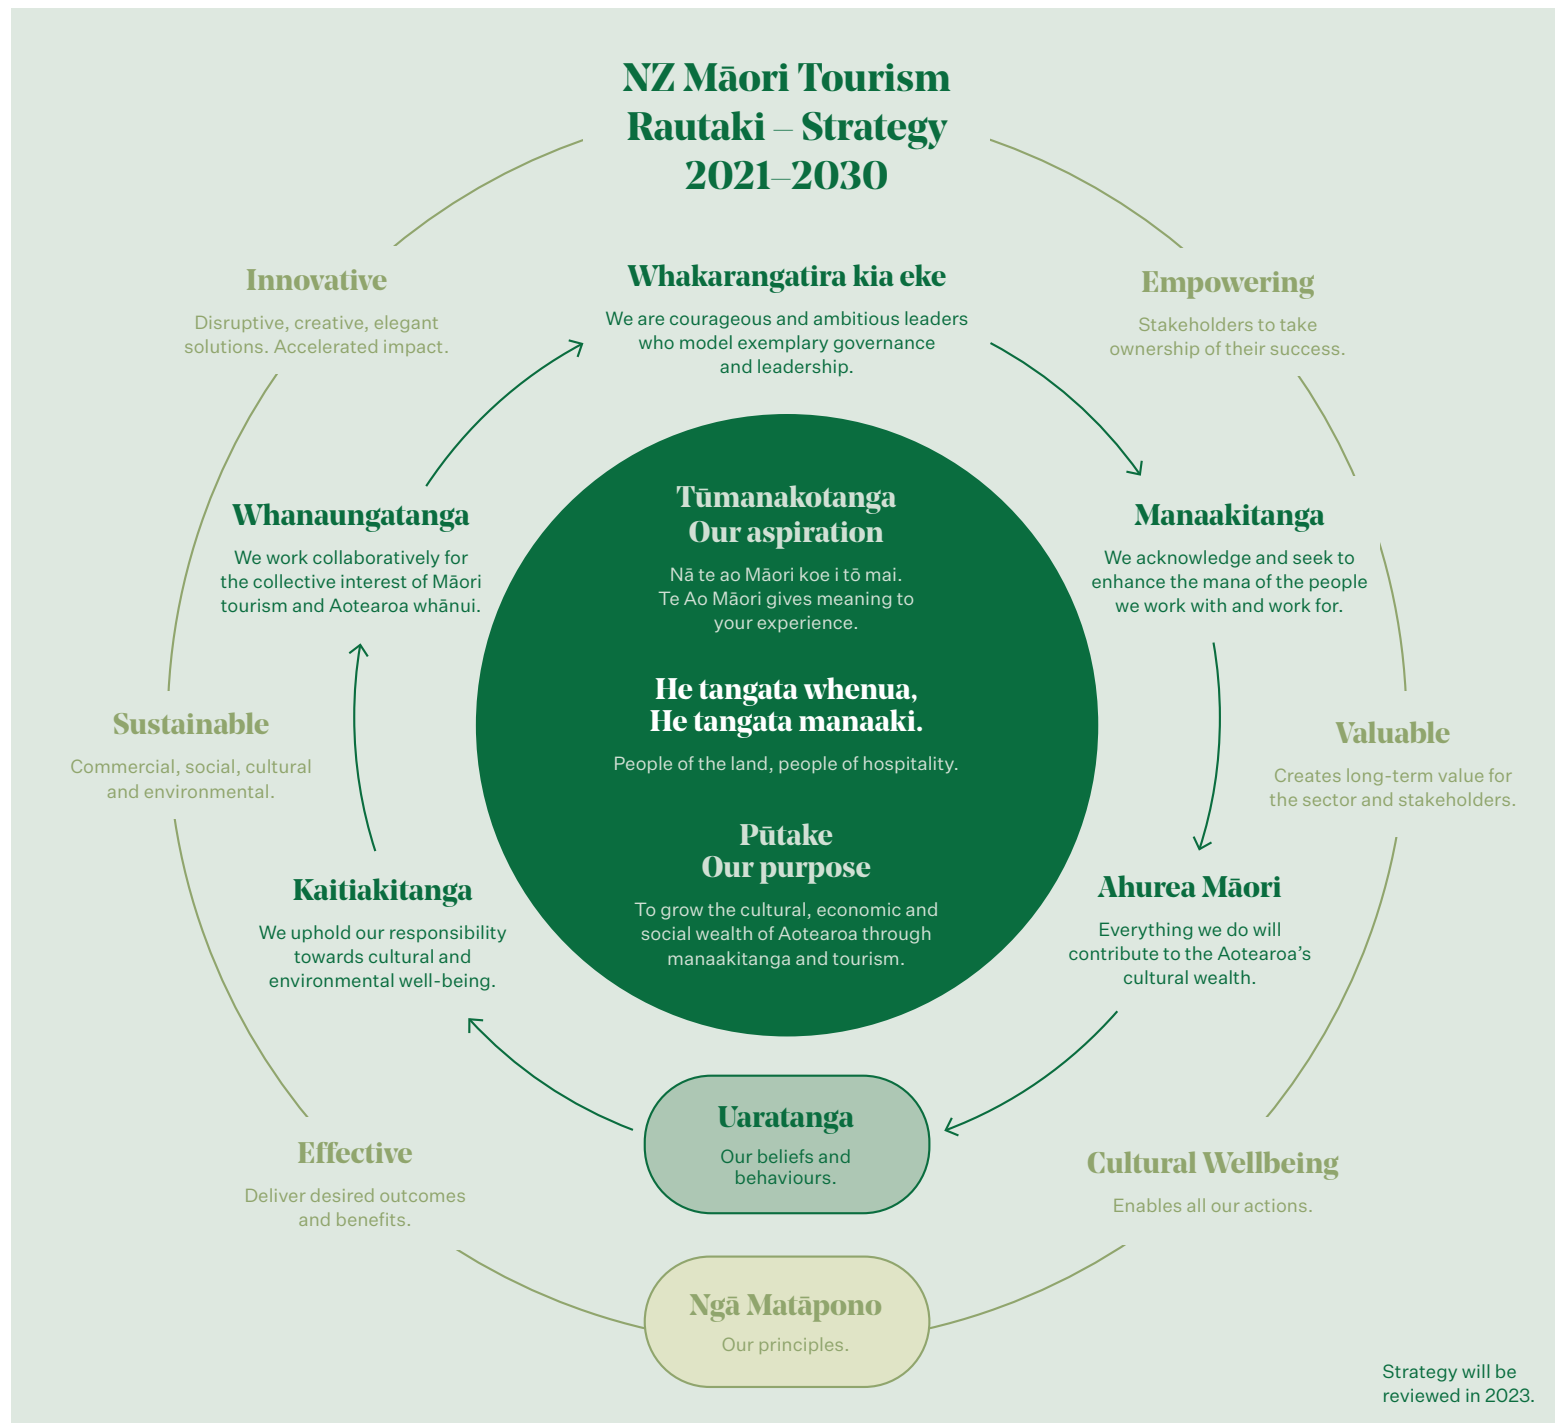 NZ Māori Tourism
Rautaki – Strategy
2021–2030
Innovative
Disruptive, creative, elegant
solutions. Accelerated impact.
Whakarangatira kia eke
We are courageous and ambitious leaders
who model exemplary governance
and leadership.
Empowering
Stakeholders to take
ownership of their success.
Whanaungatanga
We work collaboratively for
the collective interest of Māori
tourism and Aotearoa whānui.
Tūmanakotanga
Our aspiration
Nā te ao Māori koe i tō mai.
Te Ao Māori gives meaning to
your experience.
He tangata whenua,
He tangata manaaki.
People of the land, people of hospitality.
Pūtake
Our purpose
To grow the cultural, economic and
social wealth of Aotearoa through
manaakitanga and tourism.
Manaakitanga
We acknowledge and seek to
enhance the mana of the people
we work with and work for.
Sustainable
Commercial, social, cultural
and environmental.
Valuable
Creates long-term value for
the sector and stakeholders.
Kaitiakitanga
We uphold our responsibility
towards cultural and
environmental well-being.
Ahurea Māori
Everything we do will
contribute to the Aotearoa’s
cultural wealth.
Uaratanga
Our beliefs and
behaviours.
Effective
Deliver desired outcomes
and benefits.
Cultural Wellbeing
Enables all our actions.
Ngā Matāpono
Our principles.
Strategy will be
reviewed in 2023.